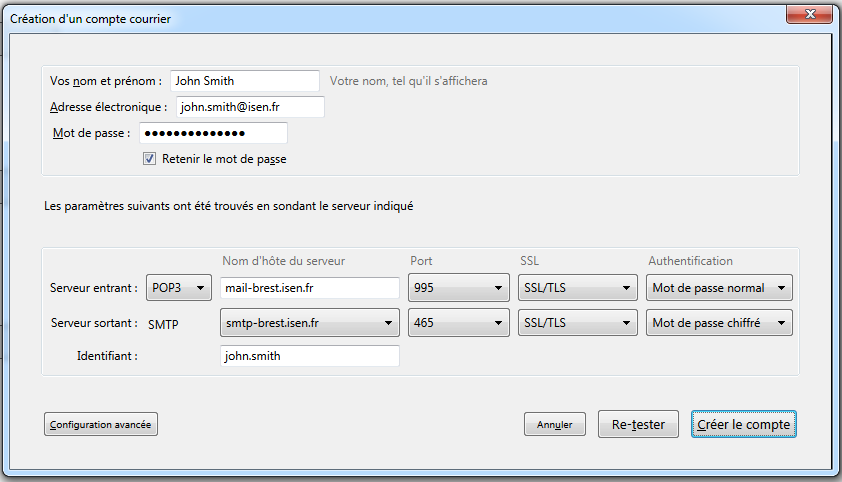 Création d'un compte courrier
Vos nom et prénom : John Smith Votre nom, tel qu'il s'affichera
Adresse électronique : john.smith@isen.fr
Mot de passe : ●●●●●●●●●●●●●●
Retenir le mot de passe
Les paramètres suivants ont été trouvés en sondant le serveur indiqué
Nom d'hôte du serveur Port SSL Authentification
Serveur entrant : POP3 mail-brest.isen.fr 995 SSL/TLS Mot de passe normal
Serveur sortant : SMTP smtp-brest.isen.fr 465 SSL/TLS Mot de passe chiffré
Identifiant : john.smith
Configuration avancée Annuler Re-tester Créer le compte